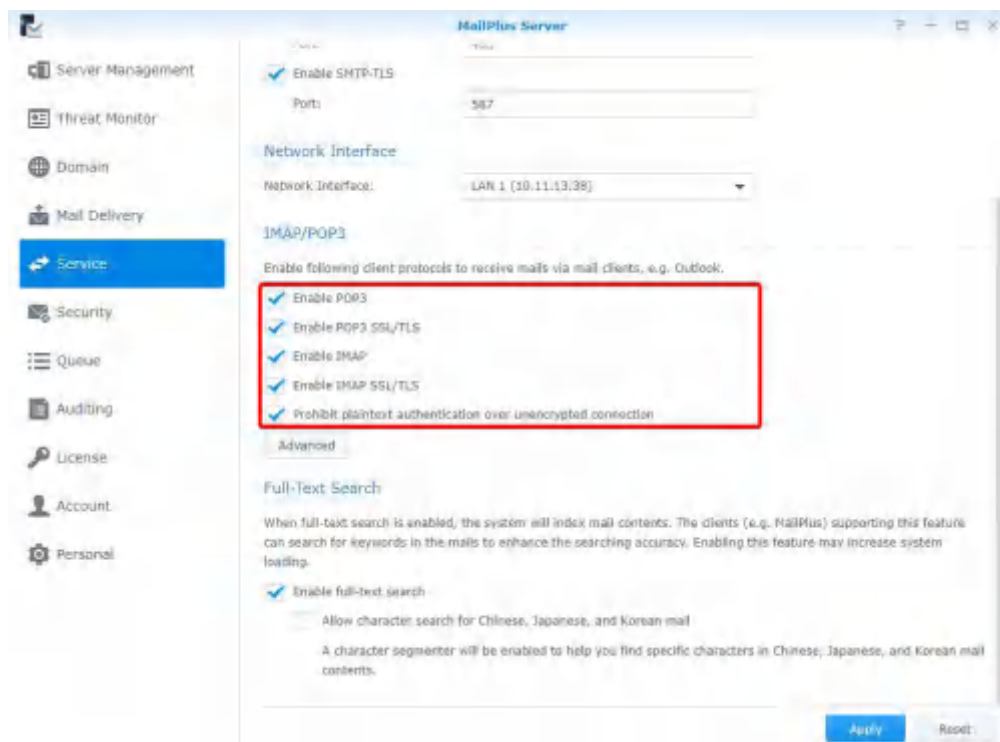 MailPlus Server
Server Management
Threat Monitor
Domain
Mail Delivery
Service
Security
Queue
Auditing
License
Account
Personal
Enable SMTP-TLS
Port: 587
Network Interface
Network Interface: LAN 1 (10.11.13.38)
IMAP/POP3
Enable following client protocols to receive mails via mail clients, e.g. Outlook.
Enable POP3
Enable POP3 SSL/TLS
Enable IMAP
Enable IMAP SSL/TLS
Prohibit plaintext authentication over unencrypted connection
Advanced
Full-Text Search
When full-text search is enabled, the system will index mail contents. The clients (e.g. MailPlus) supporting this feature
can search for keywords in the mails to enhance the searching accuracy. Enabling this feature may increase system
loading.
Enable full-text search
Allow character search for Chinese, Japanese, and Korean mail
A character segmenter will be enabled to help you find specific characters in Chinese, Japanese, and Korean mail
contents.
Apply
Reset